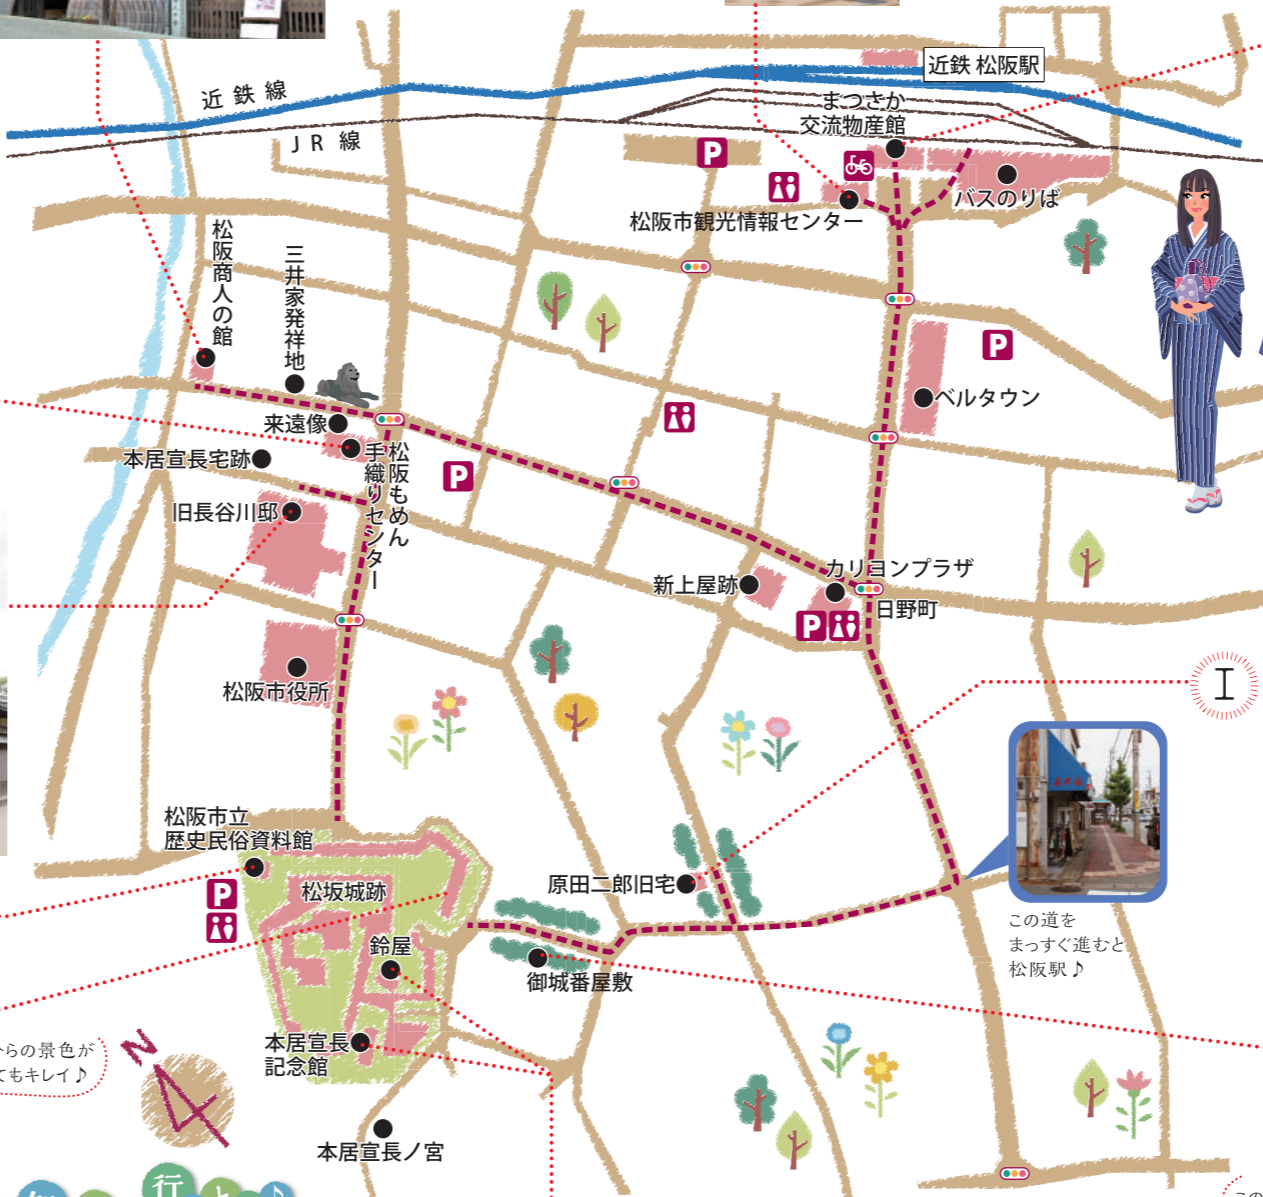 近鉄 松阪駅
近鉄線
JR線
まつさか
交流物産館
バスのりば
松阪市観光情報センター
松阪商人の館
三井家発祥地
来遠像
本居宣長宅跡
松阪もめん
手織りセンター
旧長谷川邸
ベルタウン
P
P
P
新上屋跡
カリヨンプラザ
P
日野町
松阪市役所
I
松阪市立
歴史民俗資料館
P
松坂城跡
鈴屋
原田二郎旧宅
御城番屋敷
この道を
まっすぐ進むと
松阪駅♪
本居宣長
記念館
らの景色が
てもキレイ♪
N
本居宣長ノ宮
行